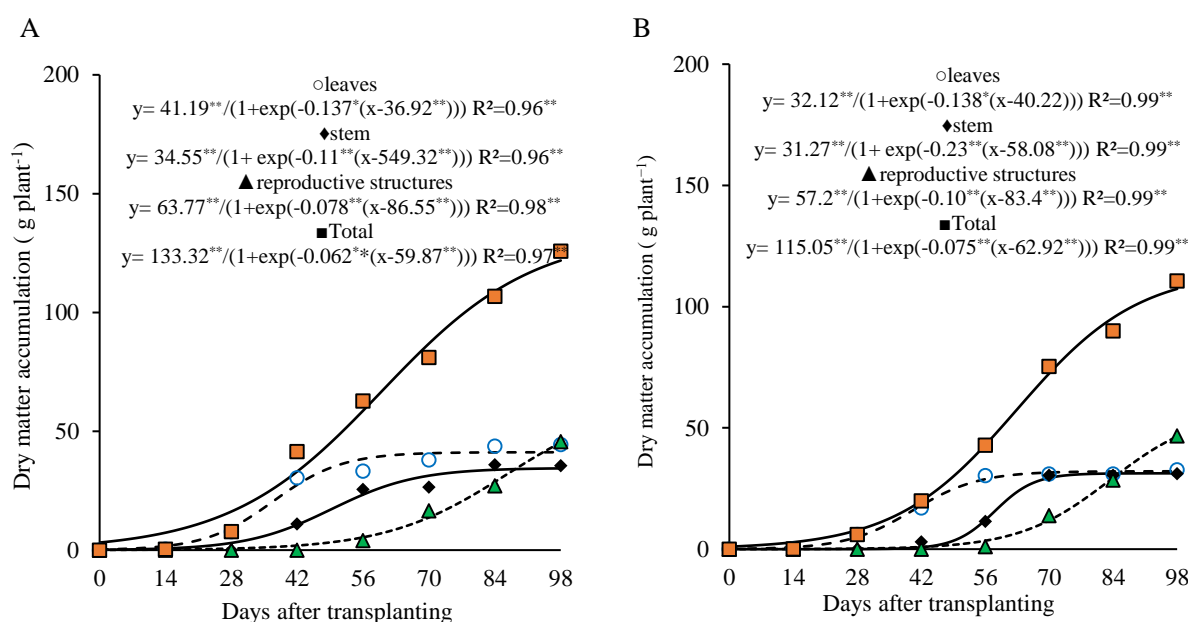 A
200
150
100
50
0
Dry matter accumulation ( g plant⁻¹)
○leaves
y= 41.19**/(1+exp(-0.137*(x-36.92**))) R²=0.96**
♦stem
y= 34.55**/(1+ exp(-0.11**(x-549.32**))) R²=0.96**
▲ reproductive structures
y= 63.77**/(1+exp(-0.078**(x-86.55**))) R²=0.98**
■Total
y= 133.32**/(1+exp(-0.062**(x-59.87**))) R²=0.97**
0 14 28 42 56 70 84 98
Days after transplanting
B
200
150
100
50
0
Dry matter accumulation ( g plant⁻¹)
○leaves
y= 32.12**/(1+exp(-0.138*(x-40.22))) R²=0.99**
♦stem
y= 31.27**/(1+ exp(-0.23**(x-58.08**))) R²=0.99**
▲ reproductive structures
y= 57.2**/(1+exp(-0.10**(x-83.4**))) R²=0.99**
■Total
y= 115.05**/(1+exp(-0.075**(x-62.92**))) R²=0.99**
0 14 28 42 56 70 84 98
Days after transplanting